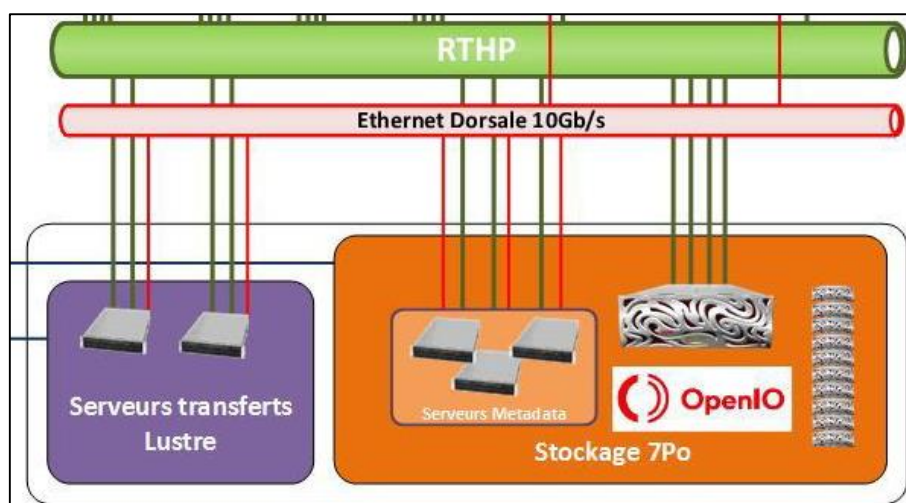 RTHP
Ethernet Dorsale 10Gb/s
Serveurs transferts
Lustre
Serveurs Metadata
OpenIO
Stockage 7Po